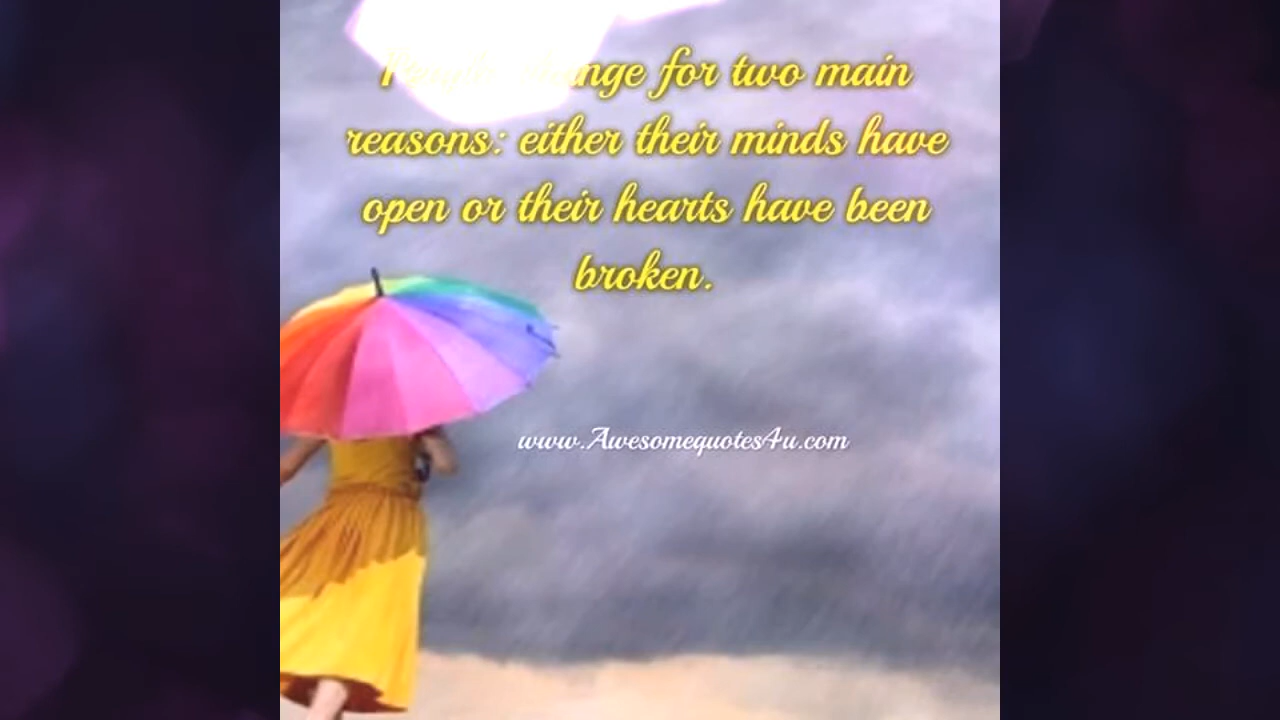 People change for two main
reasons: either their minds have
open or their hearts have been
broken.
www.Awesomequotes4u.com